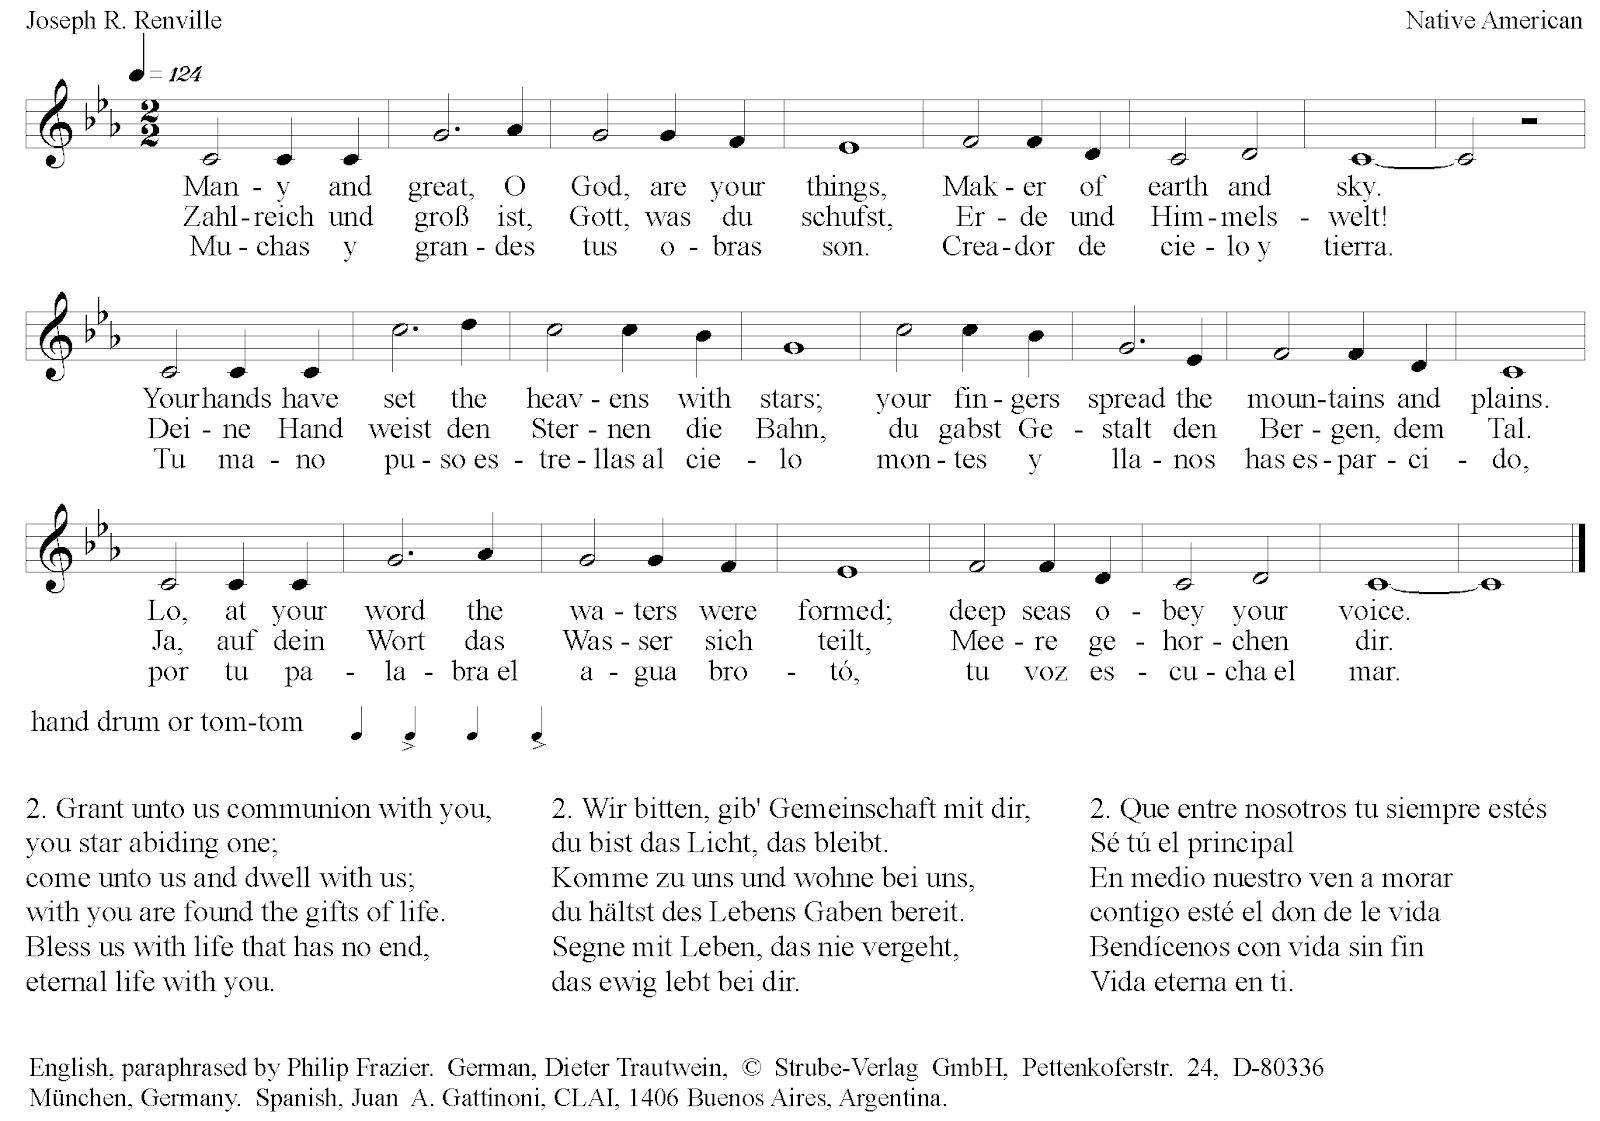 Joseph R. Renville Native American
= 124
2
2
Man - y and great, O God, are your things, Mak - er of earth and sky.
Zahl-reich und groß ist, Gott, was du schufst, Er - de und Him--mels - welt!
Mu - chas y gran - des tus o - bras son. Crea-dor de cie - lo y tierra.
Your hands have set the heav - ens with stars; your fin - gers spread the moun-tains and plains.
Dei - ne Hand weist den Ster - nen die Bahn, du gabst Ge - stalt den Ber - gen, dem Tal.
Tu ma - no pu - so es - tre - llas al cie - lo mon - tes y lla - nos has es - par - ci - do,
Lo, at your word the wa - ters were formed; deep seas o - bey your voice.
Ja, auf dein Wort das Was - ser sich teilt, Mee - re ge - hor - chen dir.
por tu pa - la - bra el a - gua bro - tó, tu voz es - cu - cha el mar.
hand drum or tom-tom
2. Grant unto us communion with you,
you star abiding one;
come unto us and dwell with us;
with you are found the gifts of life.
Bless us with life that has no end,
eternal life with you.
2. Wir bitten, gib' Gemeinschaft mit dir,
du bist das Licht, das bleibt.
Komme zu uns und wohne bei uns,
du hältst des Lebens Gaben bereit.
Segne mit Leben, das nie vergeht,
das ewig lebt bei dir.
2. Que entre nosotros tu siempre estés
Sé tú el principal
En medio nuestro ven a morar
contigo esté el don de le vida
Bendícenos con vida sin fin
Vida eterna en ti.
English, paraphrased by Philip Frazier. German, Dieter Trautwein, © Strube-Verlag GmbH, Pettenkoferstr. 24, D-80336
München, Germany. Spanish, Juan A. Gattinoni, CLAI, 1406 Buenos Aires, Argentina.